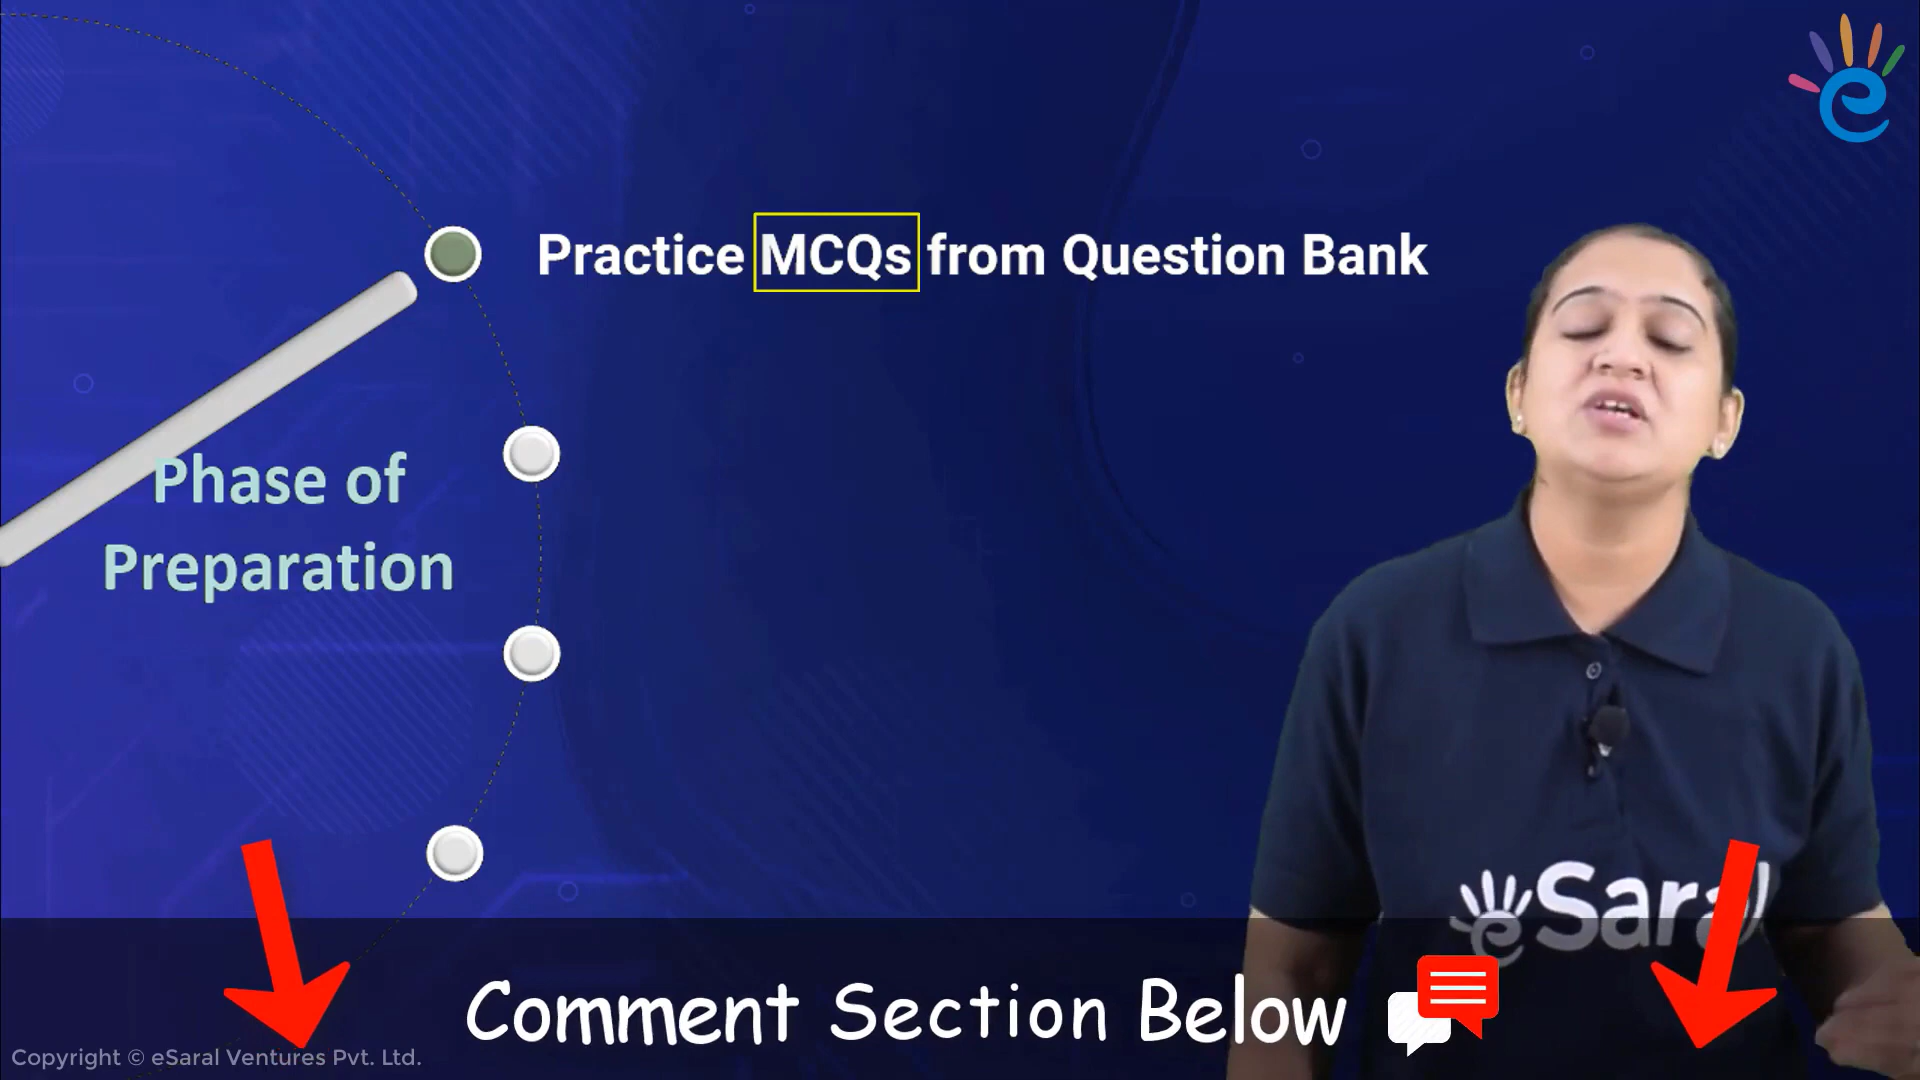 Practice MCQs from Question Bank
Phase of
Preparation
eSaral
Comment Section Below
Copyright © eSaral Ventures Pvt. Ltd.